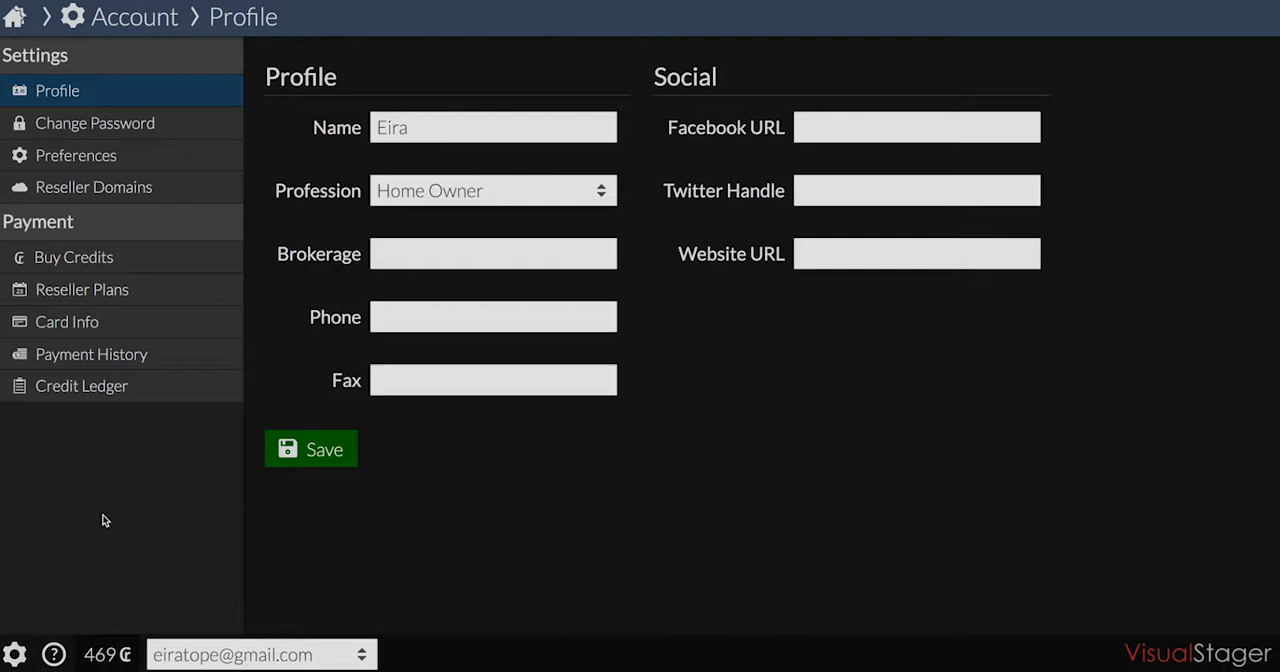 Account
Profile
Settings
Profile
Change Password
Preferences
Reseller Domains
Payment
Buy Credits
Reseller Plans
Card Info
Payment History
Credit Ledger
Profile
Name
Eira
Profession
Home Owner
Brokerage
Phone
Fax
Save
Social
Facebook URL
Twitter Handle
Website URL
469
eiratope@gmail.com
VisualStager